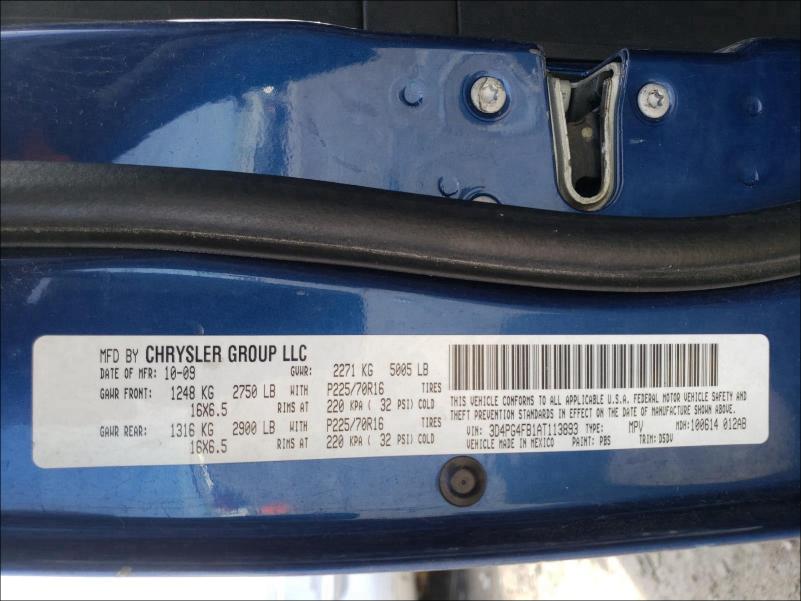 MFD BY CHRYSLER GROUP LLC
DATE OF MFR: 10-09 GVWR: 2271 KG 5005 LB
GAWR FRONT: 1248 KG 2750 LB WITH P225/70R16 TIRES
16X6.5 RIMS AT 220 KPA ( 32 PSI) COLD
GAWR REAR: 1316 KG 2900 LB WITH P225/70R16 TIRES
16X6.5 RIMS AT 220 KPA ( 32 PSI) COLD
THIS VEHICLE CONFORMS TO ALL APPLICABLE U.S.A. FEDERAL MOTOR VEHICLE SAFETY AND
THEFT PREVENTION STANDARDS IN EFFECT ON THE DATE OF MANUFACTURE SHOWN ABOVE.
VIN: 3D4PG4FB1AT113893 TYPE: MPV MDH: 100614 012AB
VEHICLE MADE IN MEXICO PAINT: PBS TRIM: D5DV